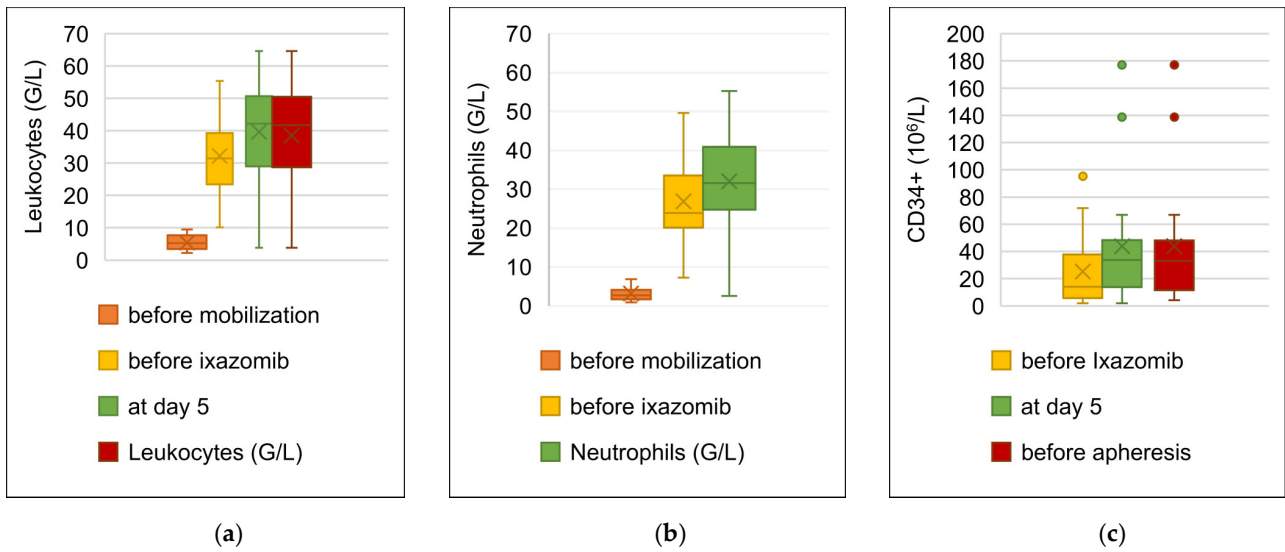 70
60
50
40
30
20
10
0
Leukocytes (G/L)
before mobilization
before ixazomib
at day 5
Leukocytes (G/L)
(a)
70
60
50
40
30
20
10
0
Neutrophils (G/L)
before mobilization
before ixazomib
Neutrophils (G/L)
(b)
200
180
160
140
120
100
80
60
40
20
0
CD34+ (10⁶/L)
before Ixazomib
at day 5
before apheresis
(c)